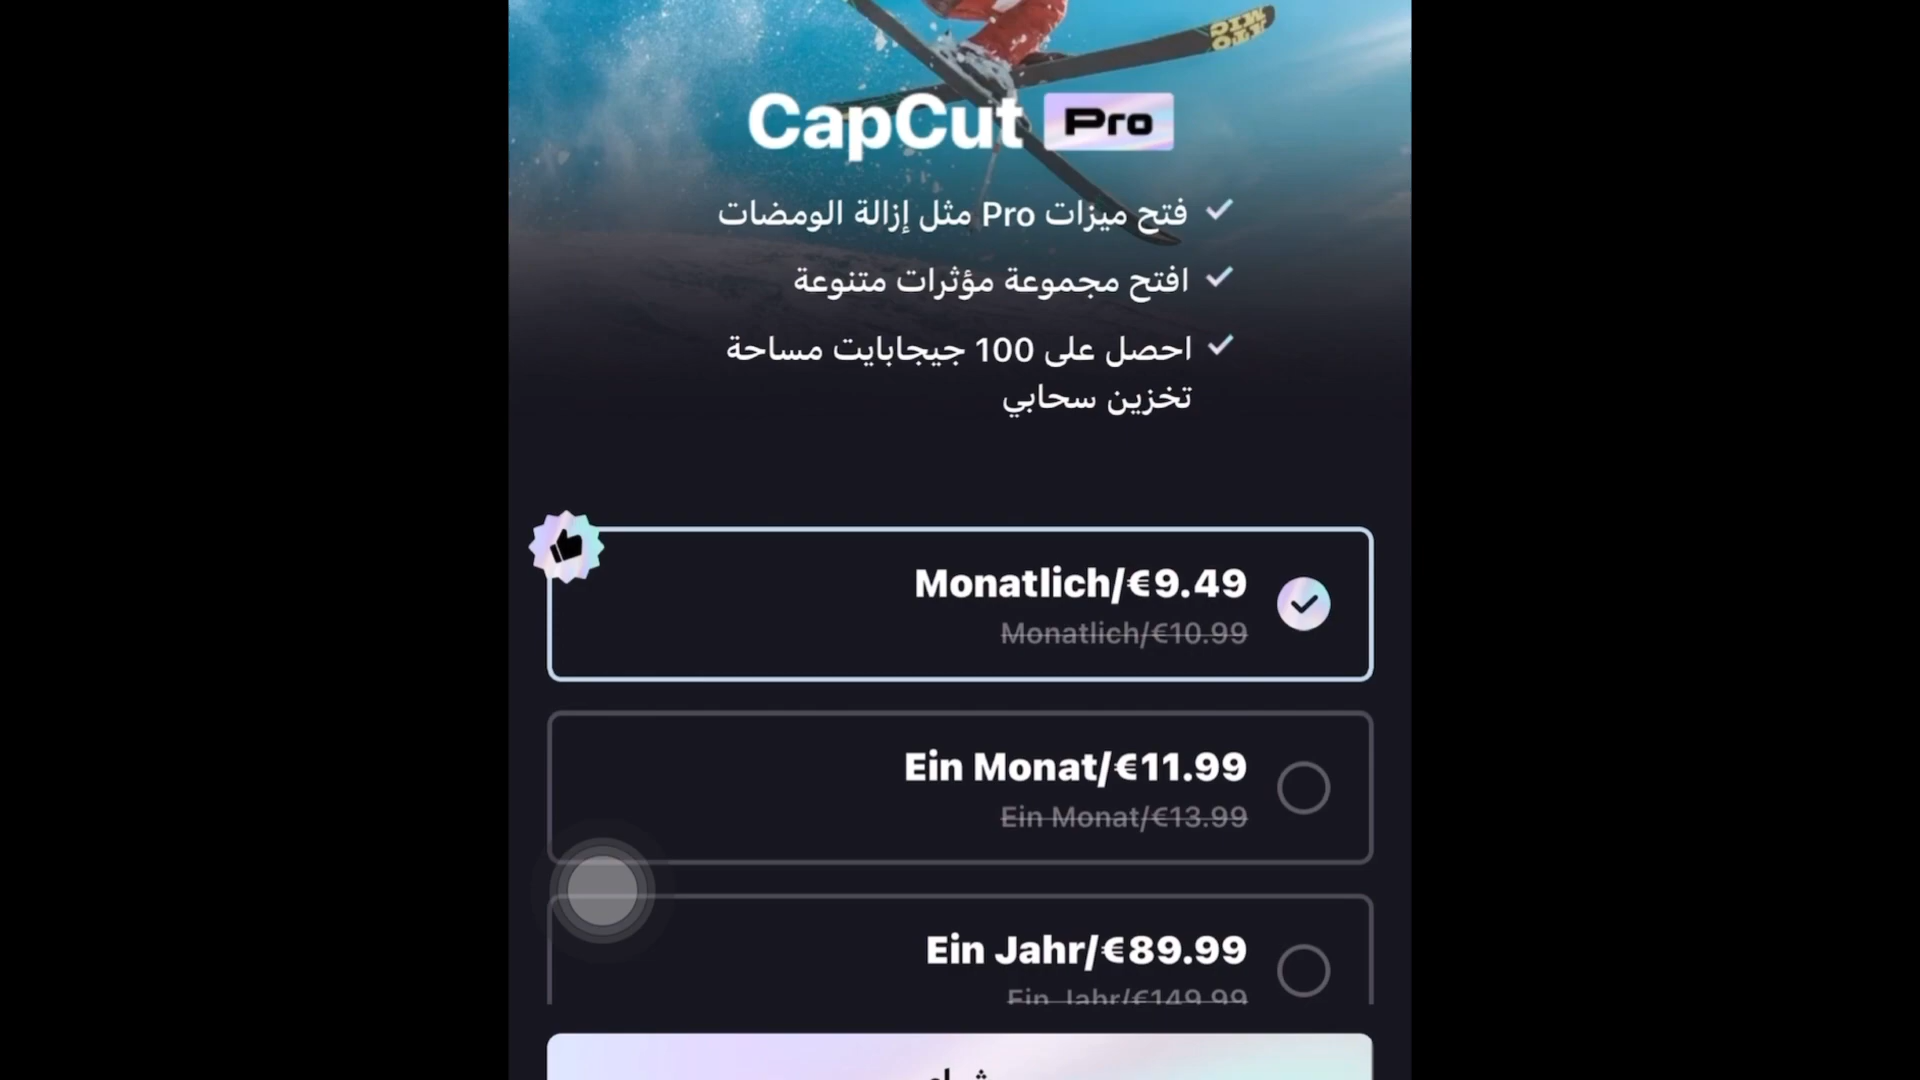 CapCut Pro
فتح ميزات Pro مثل إزالة الومضات
افتح مجموعة مؤثرات متنوعة
احصل على 100 جيجابايت مساحة
تخزين سحابي
Monatlich/€9.49
Monatlich/€10.99
Ein Monat/€11.99
Ein Monat/€13.99
Ein Jahr/€89.99
Ein Jahr/€149.99